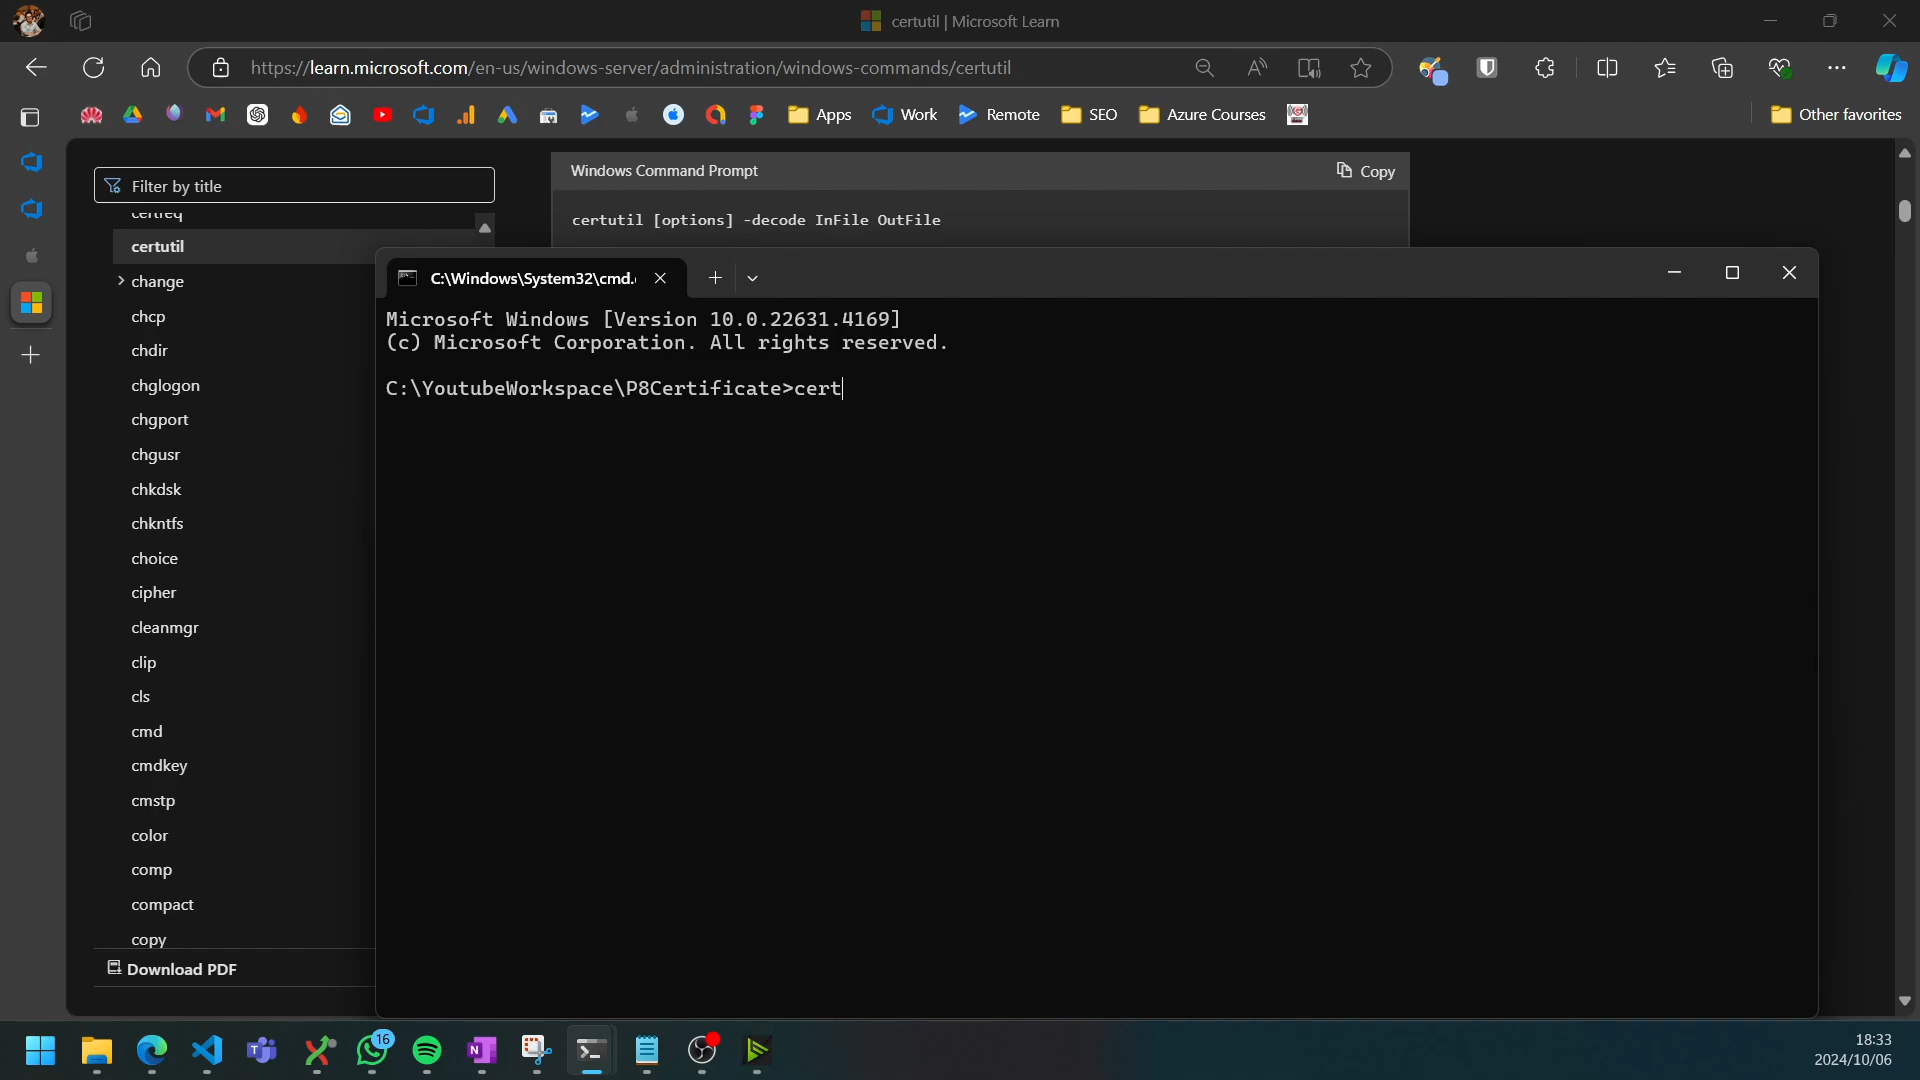 certutil | Microsoft Learn
https://learn.microsoft.com/en-us/windows-server/administration/windows-commands/certutil
Apps
Work
Remote
SEO
Azure Courses
Other favorites
Filter by title
certreq
certutil
change
chcp
chdir
chglogon
chgport
chgusr
chkdsk
chkntfs
choice
cipher
cleanmgr
clip
cls
cmd
cmdkey
cmstp
color
comp
compact
copy
Download PDF
Windows Command Prompt
Copy
certutil [options] -decode InFile OutFile
C:\Windows\System32\cmd.
Microsoft Windows [Version 10.0.22631.4169]
(c) Microsoft Corporation. All rights reserved.
C:\YoutubeWorkspace\P8Certificate>cert
16
18:33
2024/10/06